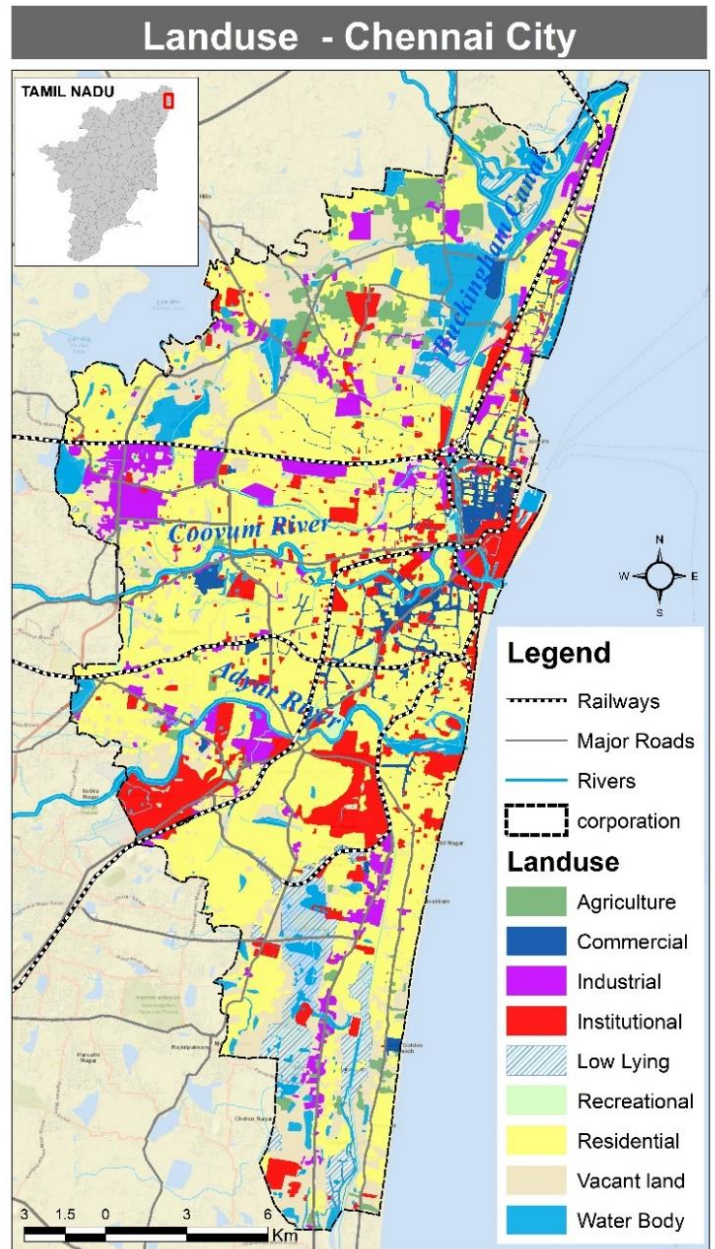 Landuse - Chennai City
TAMIL NADU
Buckingham Canal
Coovum River
Adyar River
N
W E
S
Legend
Railways
Major Roads
Rivers
corporation
Landuse
Agriculture
Commercial
Industrial
Institutional
Low Lying
Recreational
Residential
Vacant land
Water Body
3 1.5 0 3 6
Km